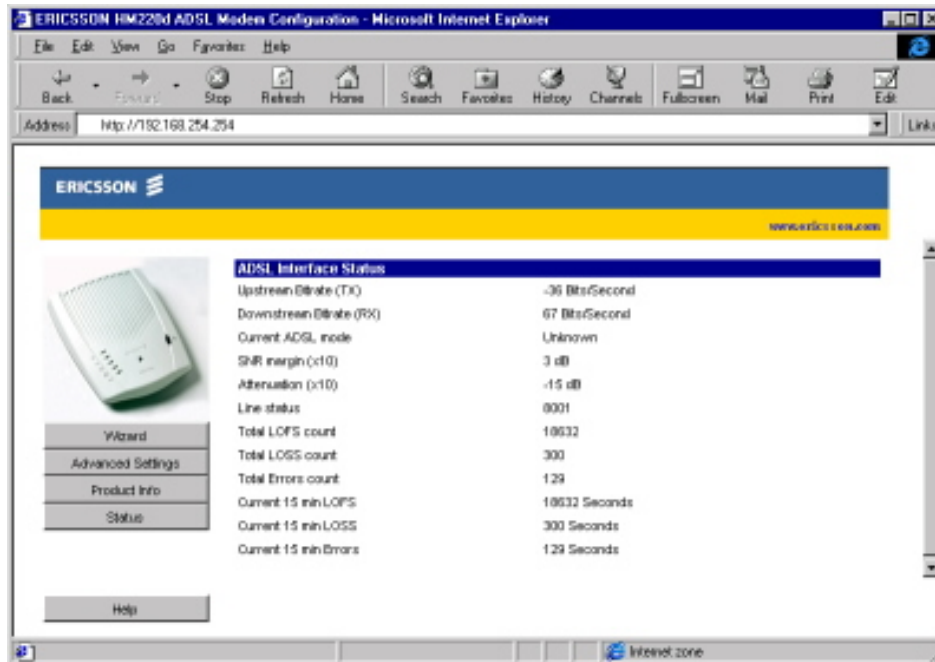 ERICSSON HM220d ADSL Modem Configuration - Microsoft Internet Explorer
File Edit View Go Favorites Help
Back Forward Stop Refresh Home Search Favorites History Channels Fullscreen Mail Print Edit
Address http://192.168.254.254 Links
ERICSSON
www.ericsson.com
ADSL Interface Status
Upstream Bitrate (TX) -36 Bits/Second
Downstream Bitrate (RX) 67 Bits/Second
Current ADSL mode Unknown
SNR margin (x10) 3 dB
Attenuation (x10) -15 dB
Line status 8001
Total LOFS count 18632
Total LOSS count 300
Total Errors count 129
Current 15 min LOFS 18632 Seconds
Current 15 min LOSS 300 Seconds
Current 15 min Errors 129 Seconds
Wizard
Advanced Settings
Product Info
Status
Help
Internet zone